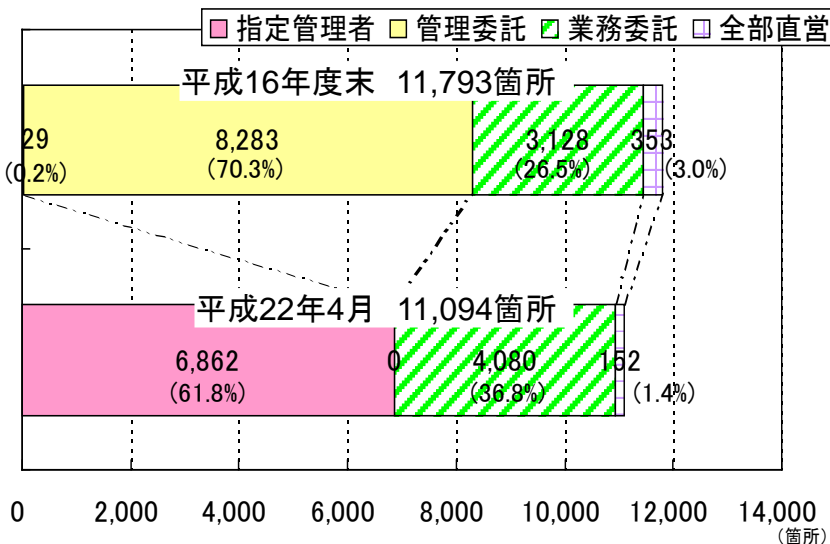 指定管理者 管理委託 業務委託 全部直営
平成16年度末 11,793箇所
29 8,283 3,128 353
(0.2%) (70.3%) (26.5%) (3.0%)
平成22年4月 11,094箇所
6,862 0 4,080 152
(61.8%) (36.8%) (1.4%)
0 2,000 4,000 6,000 8,000 10,000 12,000 14,000
(箇所)